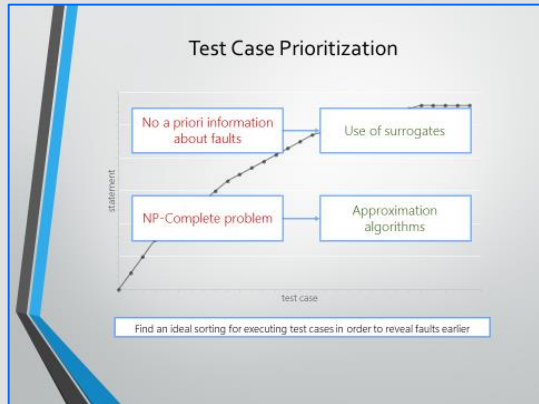 Test Case Prioritization
No a priori information
about faults
Use of surrogates
statement
NP-Complete problem
Approximation
algorithms
test case
Find an ideal sorting for executing test cases in order to reveal faults earlier